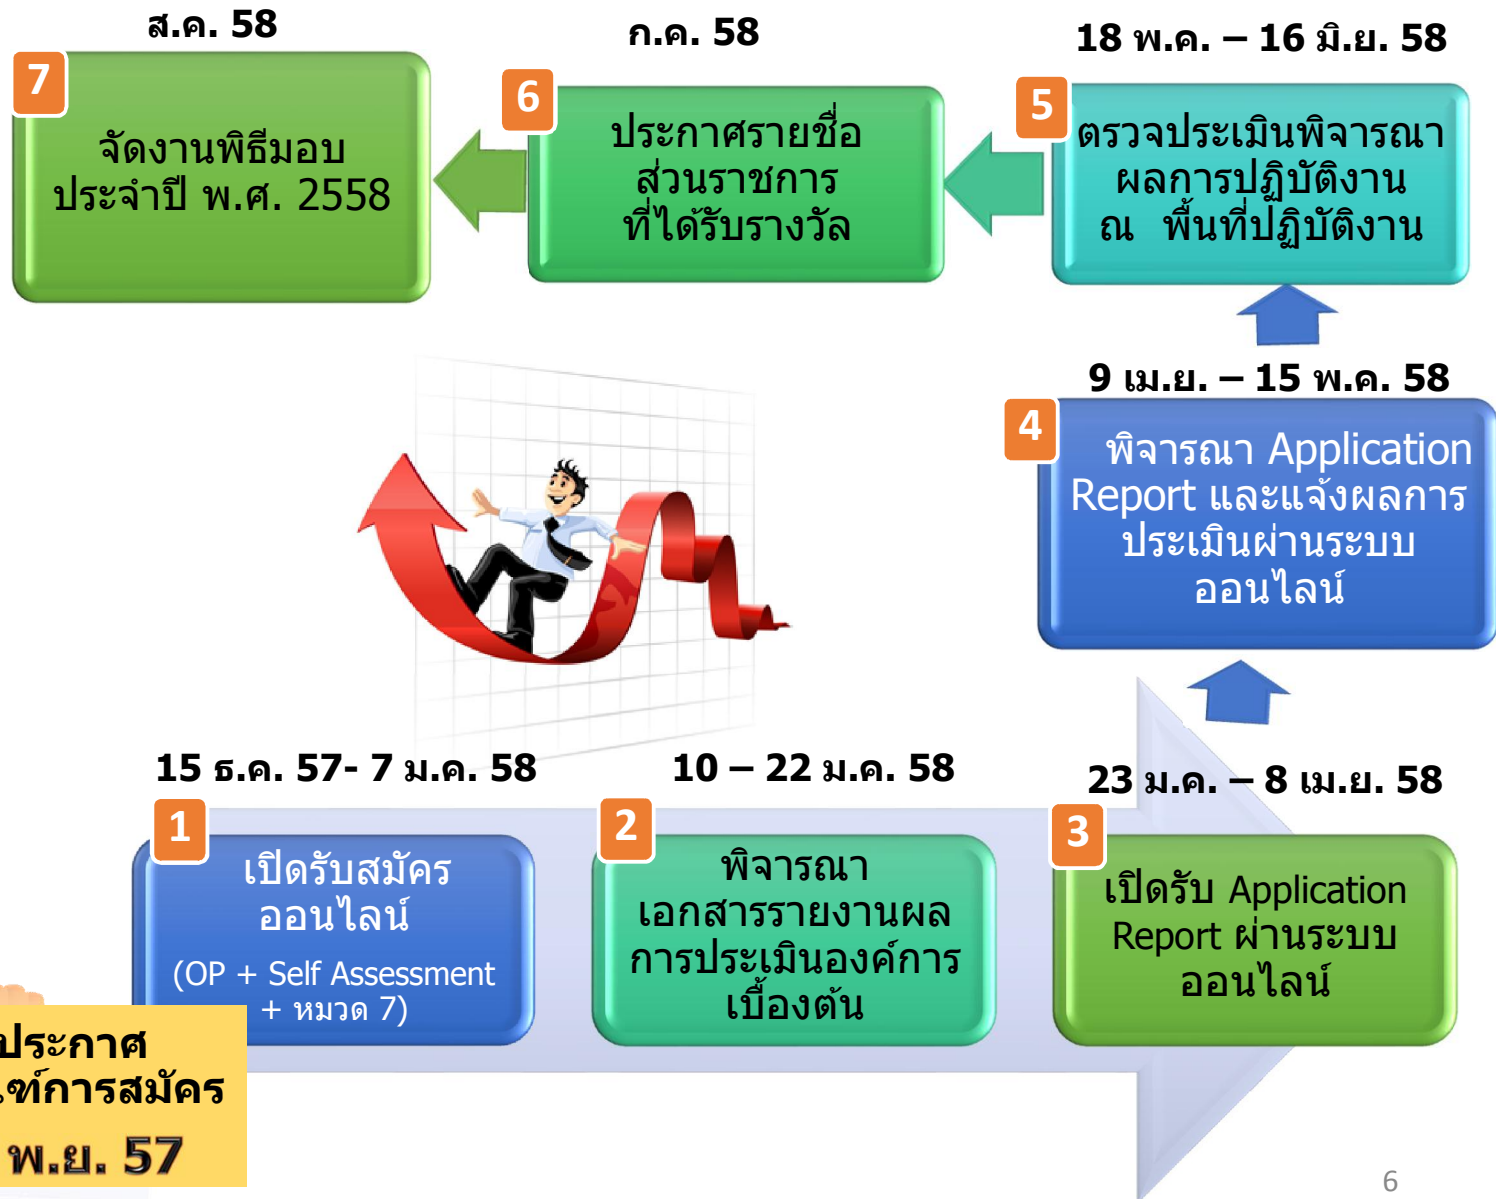 ส.ค. 58
7
จัดงานพิธีมอบ
ประจำปี พ.ศ. 2558
ก.ค. 58
6
ประกาศรายชื่อ
ส่วนราชการ
ที่ได้รับรางวัล
18 พ.ค. – 16 มิ.ย. 58
5
ตรวจประเมินพิจารณา
ผลการปฏิบัติงาน
ณ พื้นที่ปฏิบัติงาน
9 เม.ย. – 15 พ.ค. 58
4
พิจารณา Application
Report และแจ้งผลการ
ประเมินผ่านระบบ
ออนไลน์
15 ธ.ค. 57- 7 ม.ค. 58
1
เปิดรับสมัคร
ออนไลน์
(OP + Self Assessment
+ หมวด 7)
10 – 22 ม.ค. 58
2
พิจารณา
เอกสารรายงานผล
การประเมินองค์การ
เบื้องต้น
23 ม.ค. – 8 เม.ย. 58
3
เปิดรับ Application
Report ผ่านระบบ
ออนไลน์
ประกาศ
ฑ์การสมัคร
พ.ย. 57
6